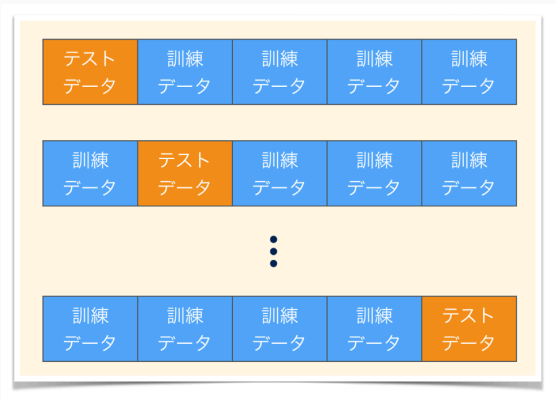 テスト 訓練 訓練 訓練 訓練
データ データ データ データ データ
訓練 テスト 訓練 訓練 訓練
データ データ データ データ データ
訓練 訓練 訓練 訓練 テスト
データ データ データ データ データ